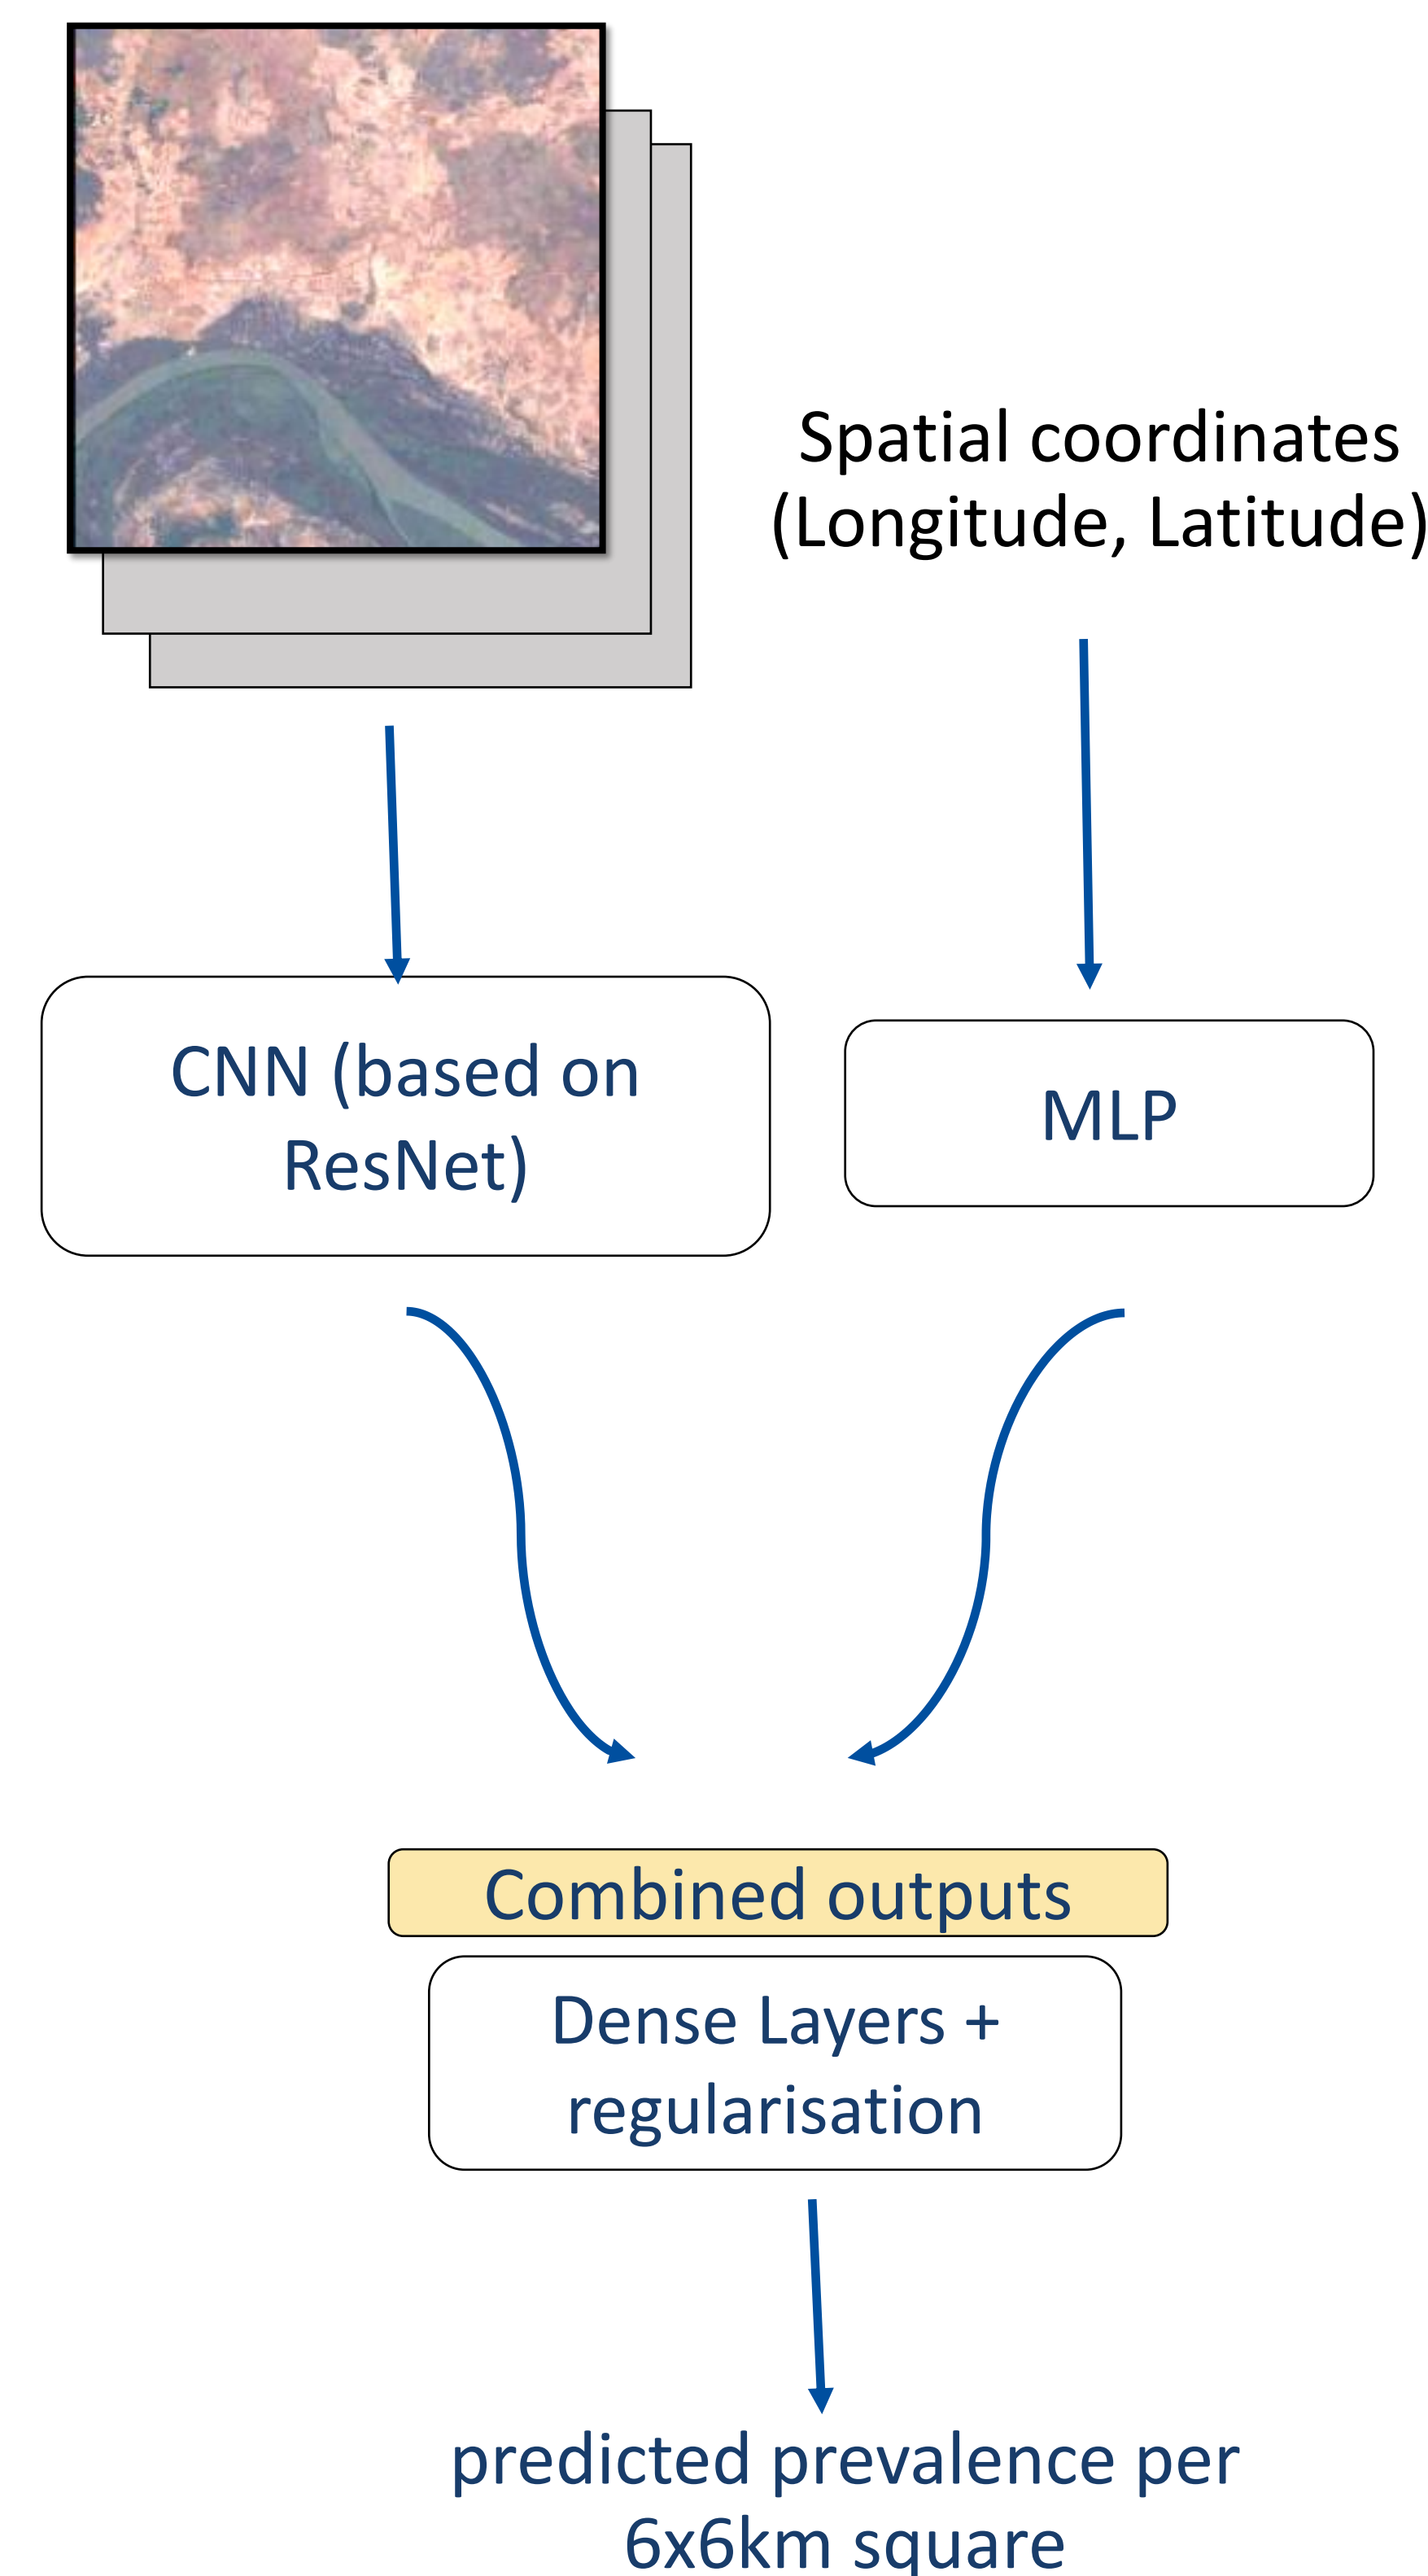 Spatial coordinates
(Longitude, Latitude)
CNN (based on
ResNet)
MLP
Combined outputs
Dense Layers +
regularisation
predicted prevalence per
6x6km square